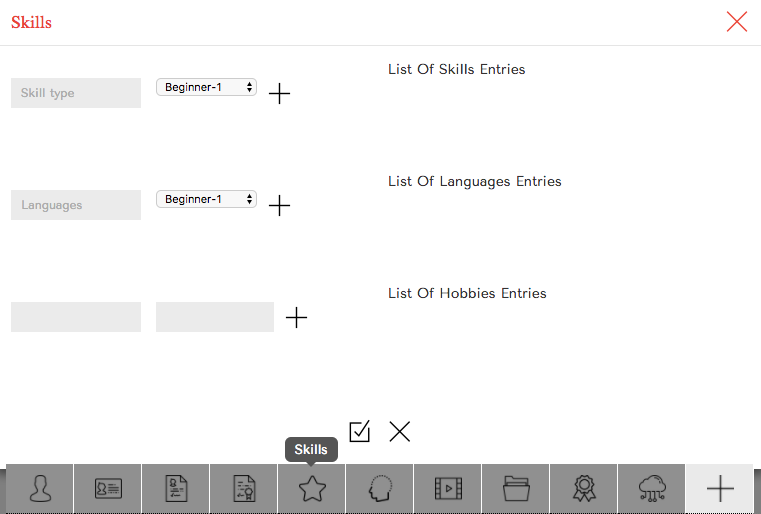 Skills
List Of Skills Entries
Skill type
Beginner-1
List Of Languages Entries
Languages
Beginner-1
List Of Hobbies Entries
Skills